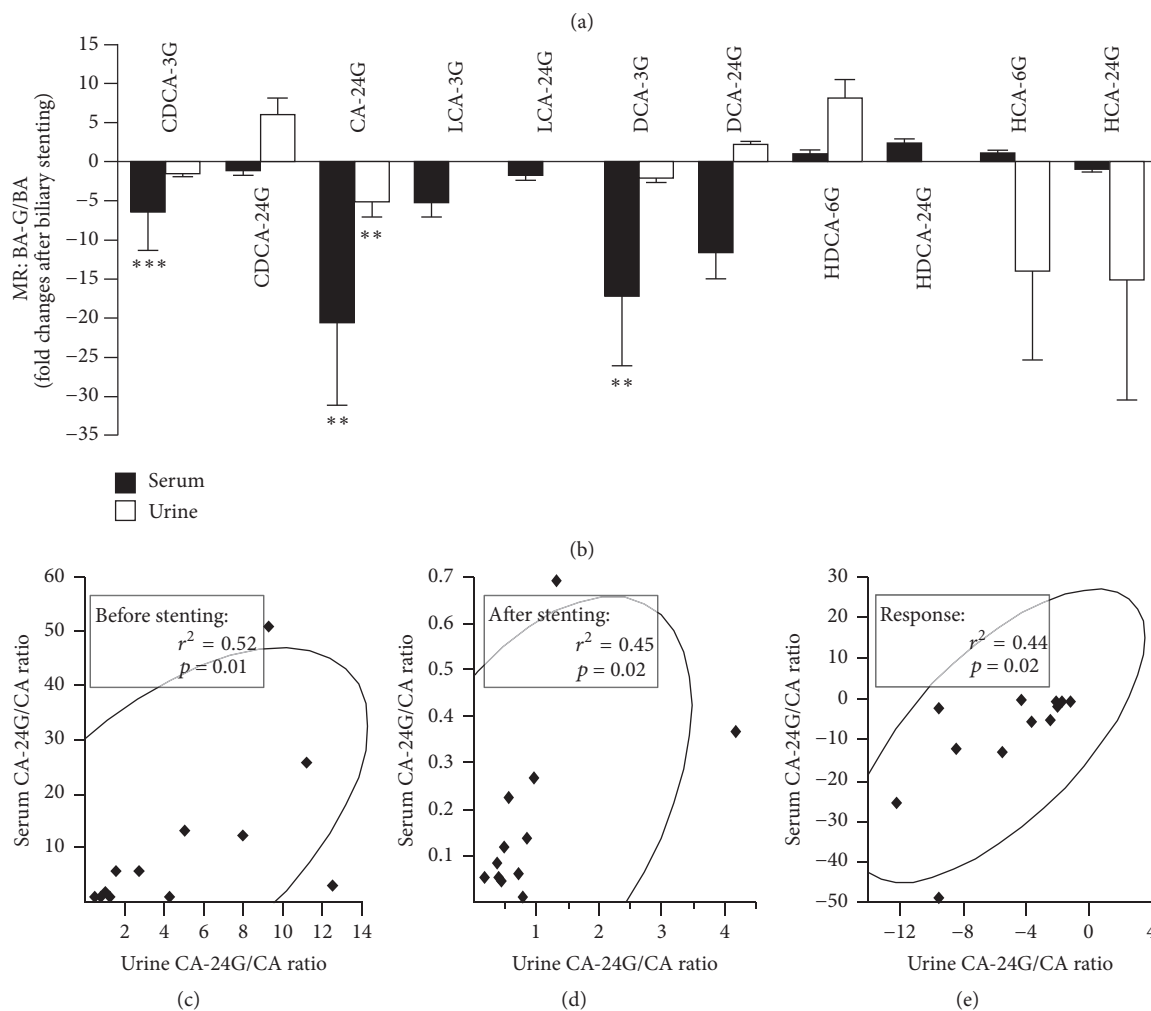 (a)
15
10
5
0
−5
−10
−15
−20
−25
−30
−35
MR: BA-G/BA
(fold changes after biliary stenting)
CDCA-3G
CDCA-24G
CA-24G
LCA-3G
LCA-24G
DCA-3G
DCA-24G
HDCA-6G
HDCA-24G
HCA-6G
HCA-24G
***
**
**
**
Serum
Urine
(b)
60
50
40
30
20
10
Serum CA-24G/CA ratio
Before stenting:
r² = 0.52
p = 0.01
2 4 6 8 10 12 14
Urine CA-24G/CA ratio
(c)
0.7
0.6
0.5
0.4
0.3
0.2
0.1
Serum CA-24G/CA ratio
After stenting:
r² = 0.45
p = 0.02
1 2 3 4
Urine CA-24G/CA ratio
(d)
30
20
10
0
−10
−20
−30
−40
−50
Serum CA-24G/CA ratio
Response:
r² = 0.44
p = 0.02
−12 −8 −4 0 4
Urine CA-24G/CA ratio
(e)